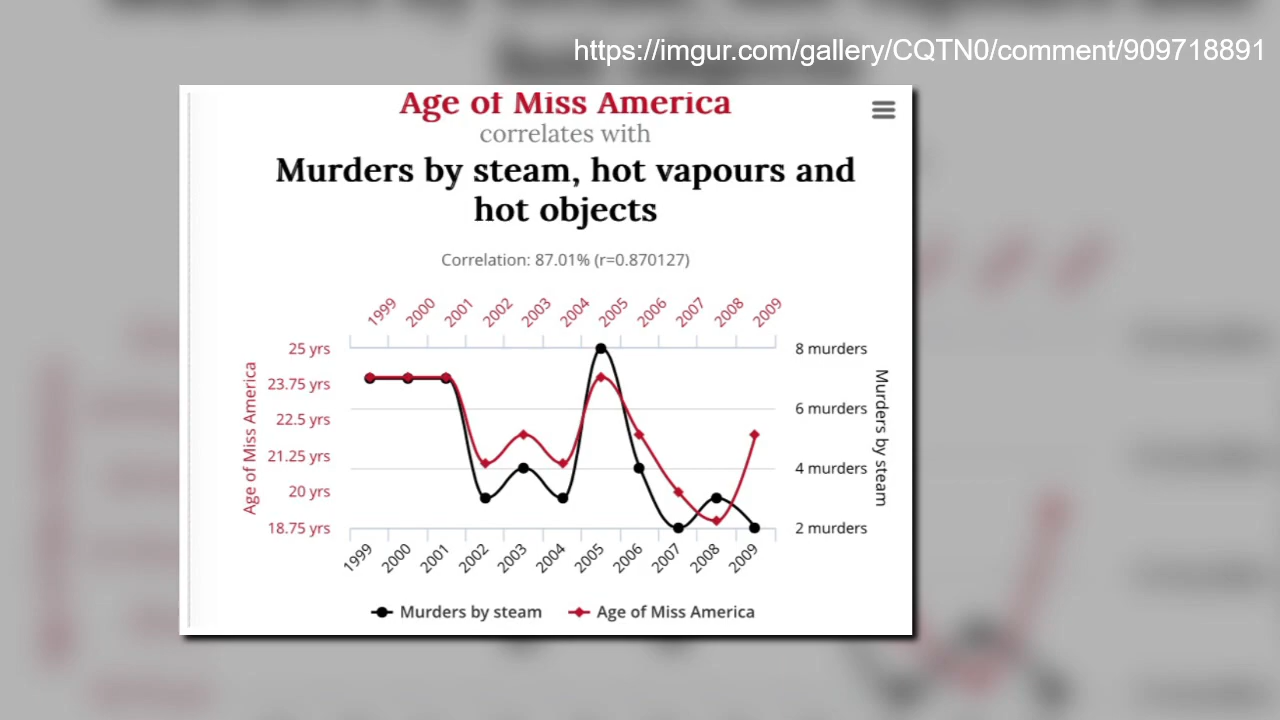 https://imgur.com/gallery/CQTN0/comment/909718891
Age of Miss America
correlates with
Murders by steam, hot vapours and
hot objects
Correlation: 87.01% (r=0.870127)
1999 2000 2001 2002 2003 2004 2005 2006 2007 2008 2009
25 yrs
23.75 yrs
22.5 yrs
21.25 yrs
20 yrs
18.75 yrs
Age of Miss America
8 murders
6 murders
4 murders
2 murders
Murders by steam
1999 2000 2001 2002 2003 2004 2005 2006 2007 2008 2009
Murders by steam Age of Miss America